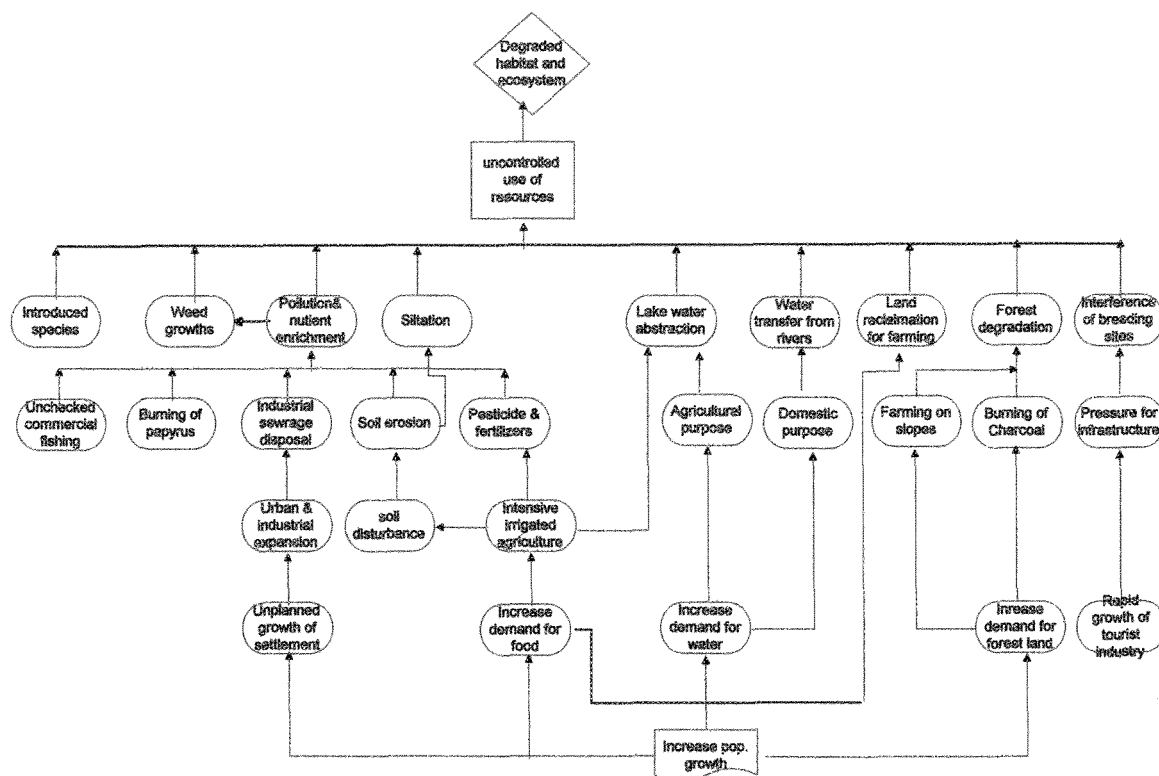 Degraded
habitat and
ecosystem
uncontrolled
use of
resources
Introduced
species
Weed
growths
Pollution&
nutient
enrichment
Siltation
Lake water
abstraction
Water
transfer from
rivers
Land
raclaimation
for farming
Forest
degradation
Interference
of breeding
sites
Unchecked
commercial
fishing
Burning of
papyrus
Industrial
sewrage
disposal
Soil erosion
Pesticide &
fertilizers
Agricultural
purpose
Domestic
purpose
Farming on
slopes
Burning of
Charcoal
Pressure for
infrastructure
Urban &
industrial
expansion
soil
disturbance
Intensive
irrigated
agriculture
Unplanned
growth of
settlement
Increase
demand for
food
Increase
demand for
water
Inrease
demand for
forest land
Rapid
growth of
tourist
industry
Increase pop.
growth